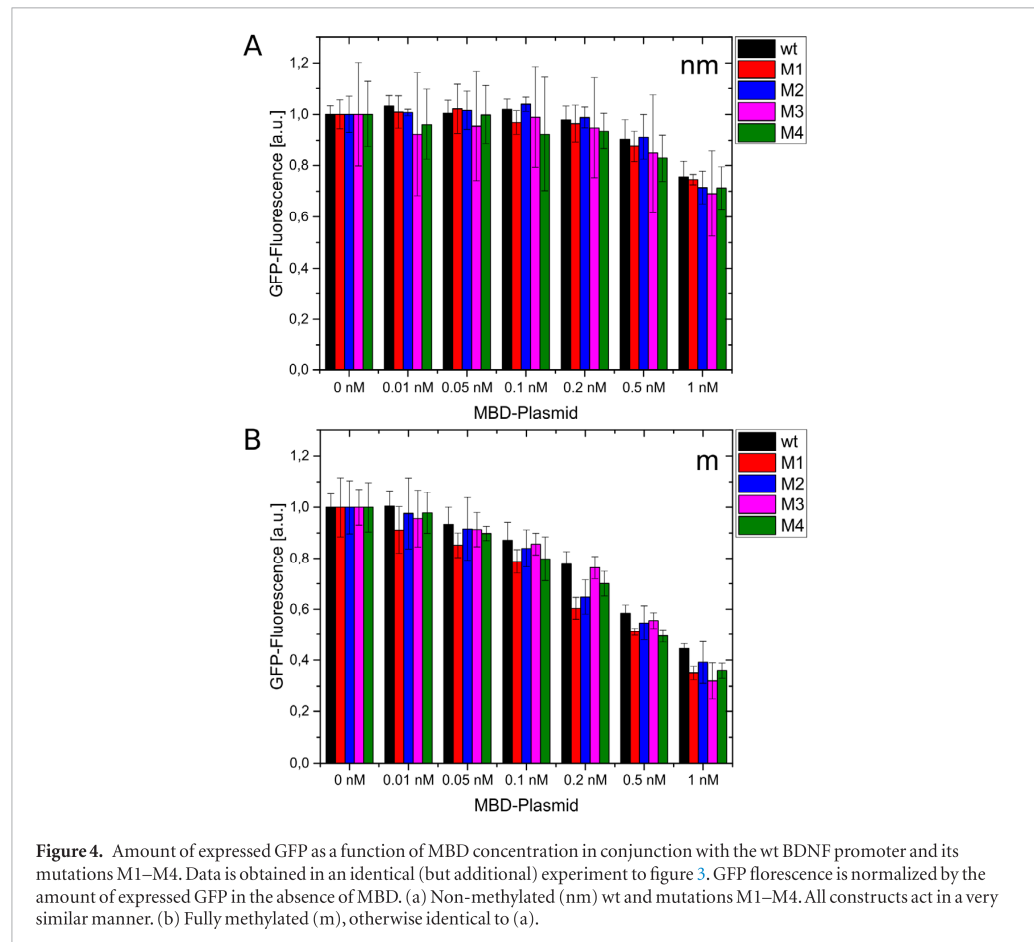 A
nm
wt
M1
M2
M3
M4
GFP-Fluorescence [a.u.]
1,2
1,0
0,8
0,6
0,4
0,2
0,0
0 nM 0.01 nM 0.05 nM 0.1 nM 0.2 nM 0.5 nM 1 nM
MBD-Plasmid
B
m
wt
M1
M2
M3
M4
GFP-Fluorescence [a.u.]
1,2
1,0
0,8
0,6
0,4
0,2
0,0
0 nM 0.01 nM 0.05 nM 0.1 nM 0.2 nM 0.5 nM 1 nM
MBD-Plasmid
Figure 4. Amount of expressed GFP as a function of MBD concentration in conjunction with the wt BDNF promoter and its
mutations M1–M4. Data is obtained in an identical (but additional) experiment to figure 3. GFP florescence is normalized by the
amount of expressed GFP in the absence of MBD. (a) Non-methylated (nm) wt and mutations M1–M4. All constructs act in a very
similar manner. (b) Fully methylated (m), otherwise identical to (a).